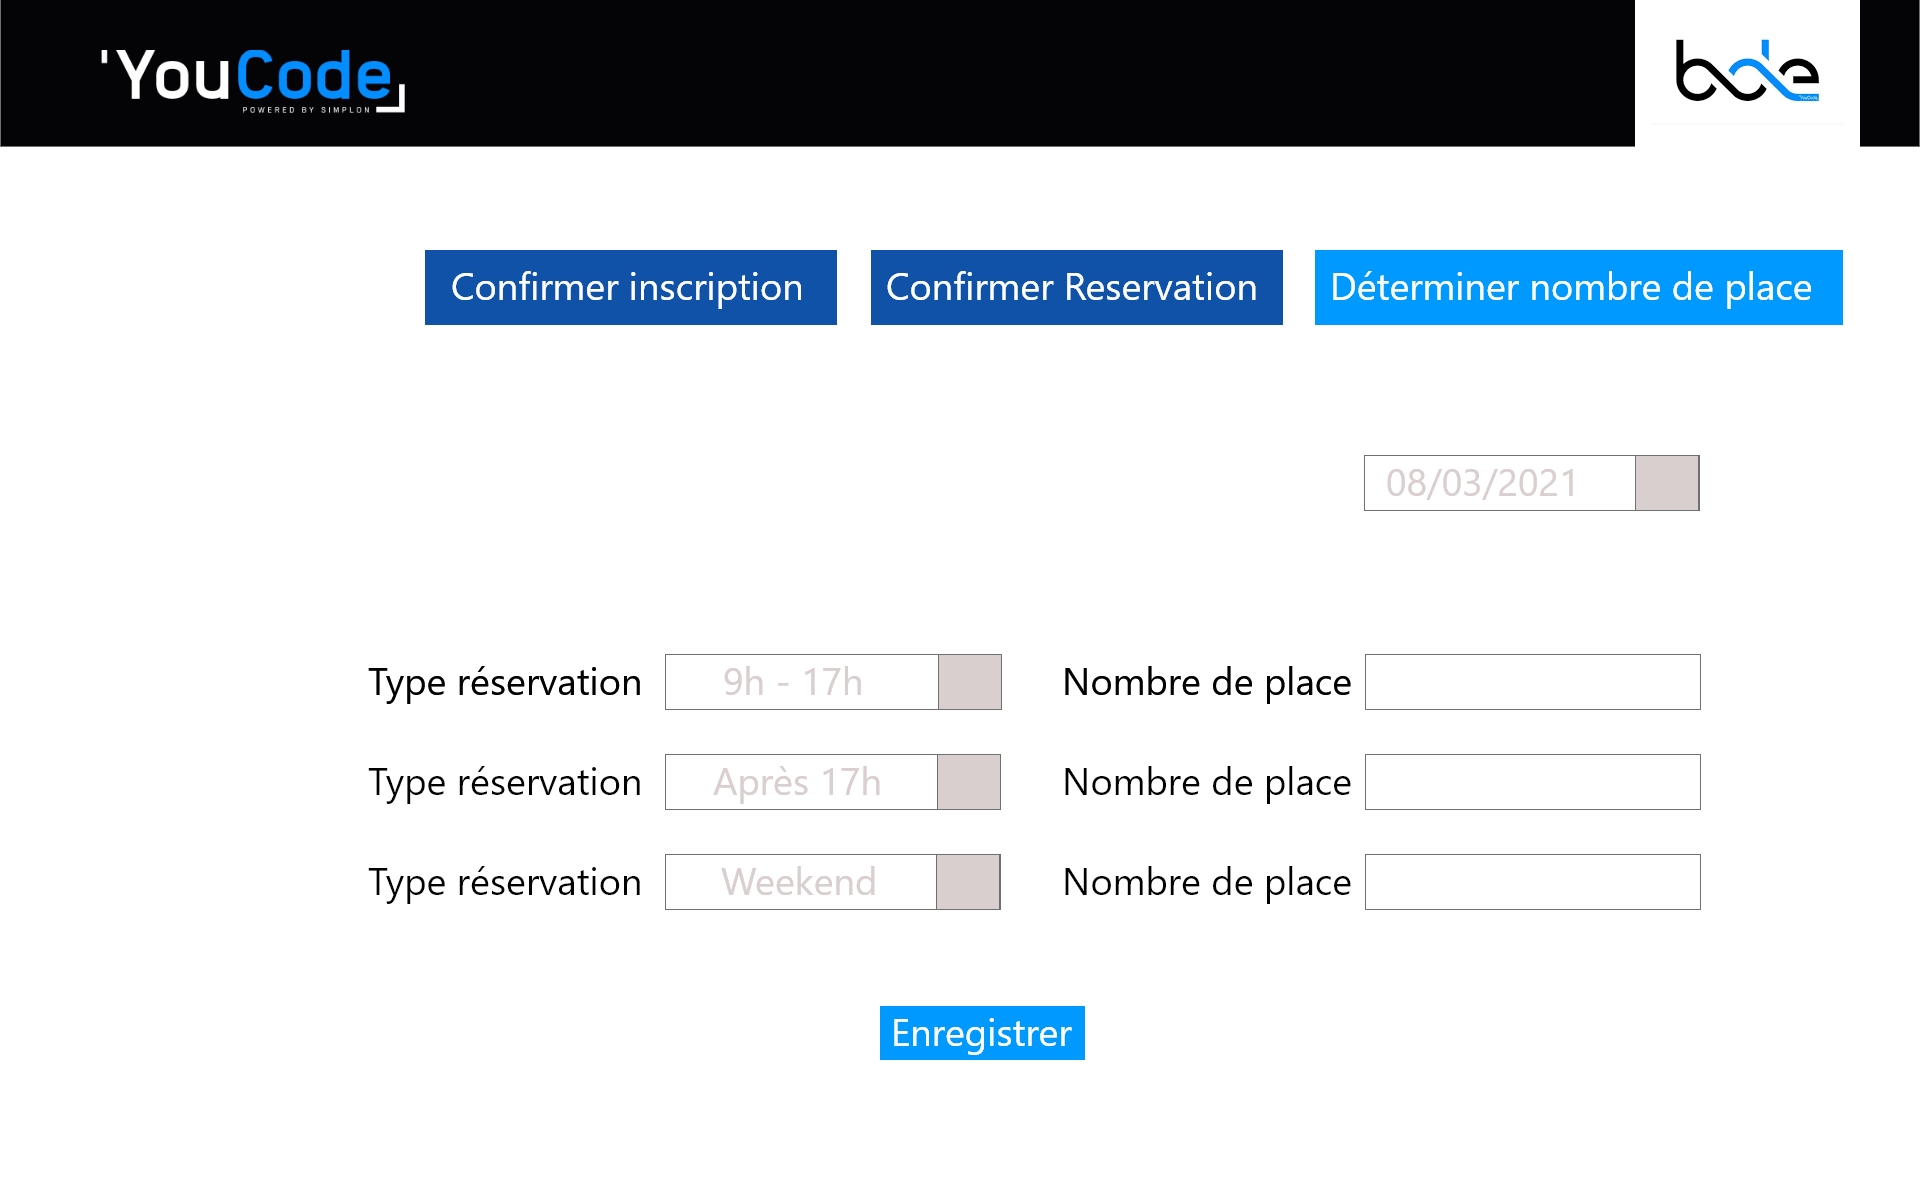 'YouCode
POWERED BY SIMPLON
bde
YouCode
Confirmer inscription
Confirmer Reservation
Déterminer nombre de place
08/03/2021
Type réservation 9h - 17h Nombre de place
Type réservation Après 17h Nombre de place
Type réservation Weekend Nombre de place
Enregistrer